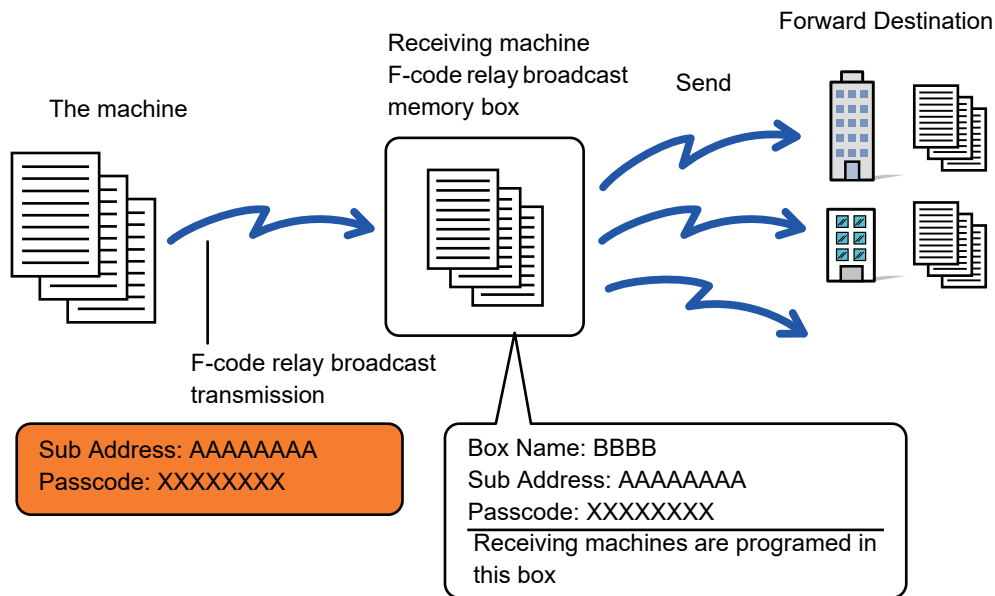 Forward Destination
Receiving machine
F-code relay broadcast
memory box
Send
The machine
F-code relay broadcast
transmission
Sub Address: AAAAAAAA
Passcode: XXXXXXXX
Box Name: BBBB
Sub Address: AAAAAAAA
Passcode: XXXXXXXX
Receiving machines are programed in
this box